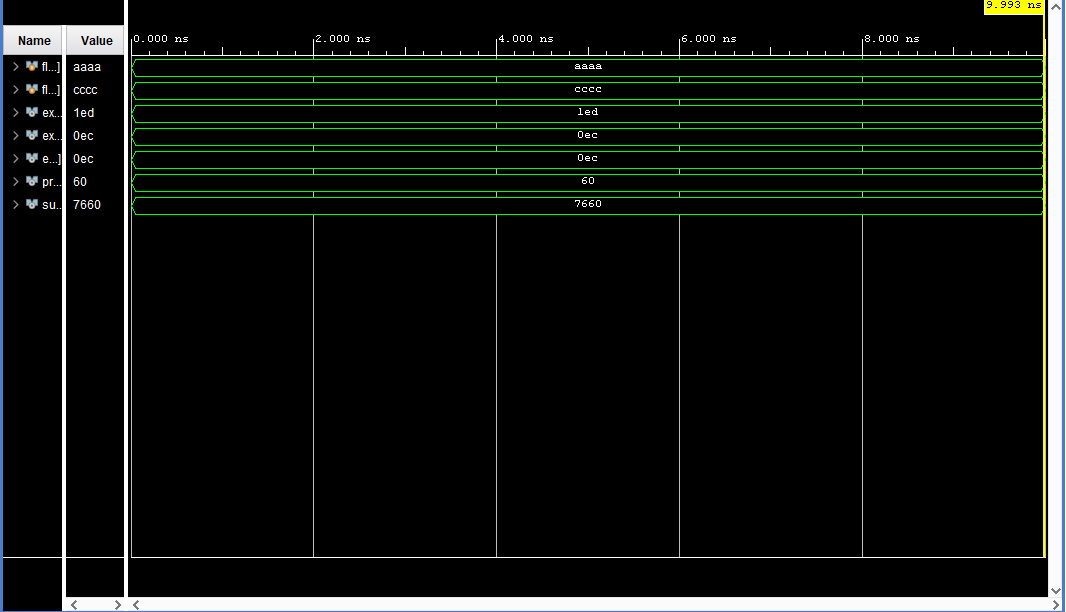 9.993 ns
Name Value
0.000 ns 2.000 ns 4.000 ns 6.000 ns 8.000 ns
fl...] aaaa aaaa
fl...] cccc cccc
ex... 1ed 1ed
ex... 0ec 0ec
e...] 0ec 0ec
pr... 60 60
su... 7660 7660